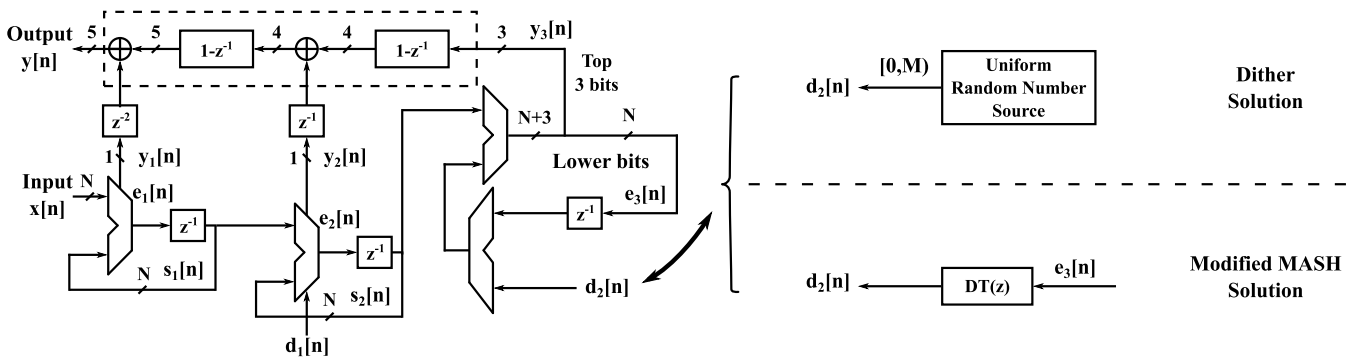 Output
y[n]
5
5
1-z⁻¹
4
4
1-z⁻¹
3
y₃[n]
Top
3 bits
z⁻²
z⁻¹
N+3
N
Lower bits
1
y₁[n]
1
y₂[n]
Input
x[n]
N
e₁[n]
z⁻¹
N
s₁[n]
e₂[n]
z⁻¹
N
s₂[n]
d₁[n]
e₃[n]
z⁻¹
d₂[n]
[0,M)
d₂[n]
Uniform
Random Number
Source
Dither
Solution
d₂[n]
DT(z)
e₃[n]
Modified MASH
Solution